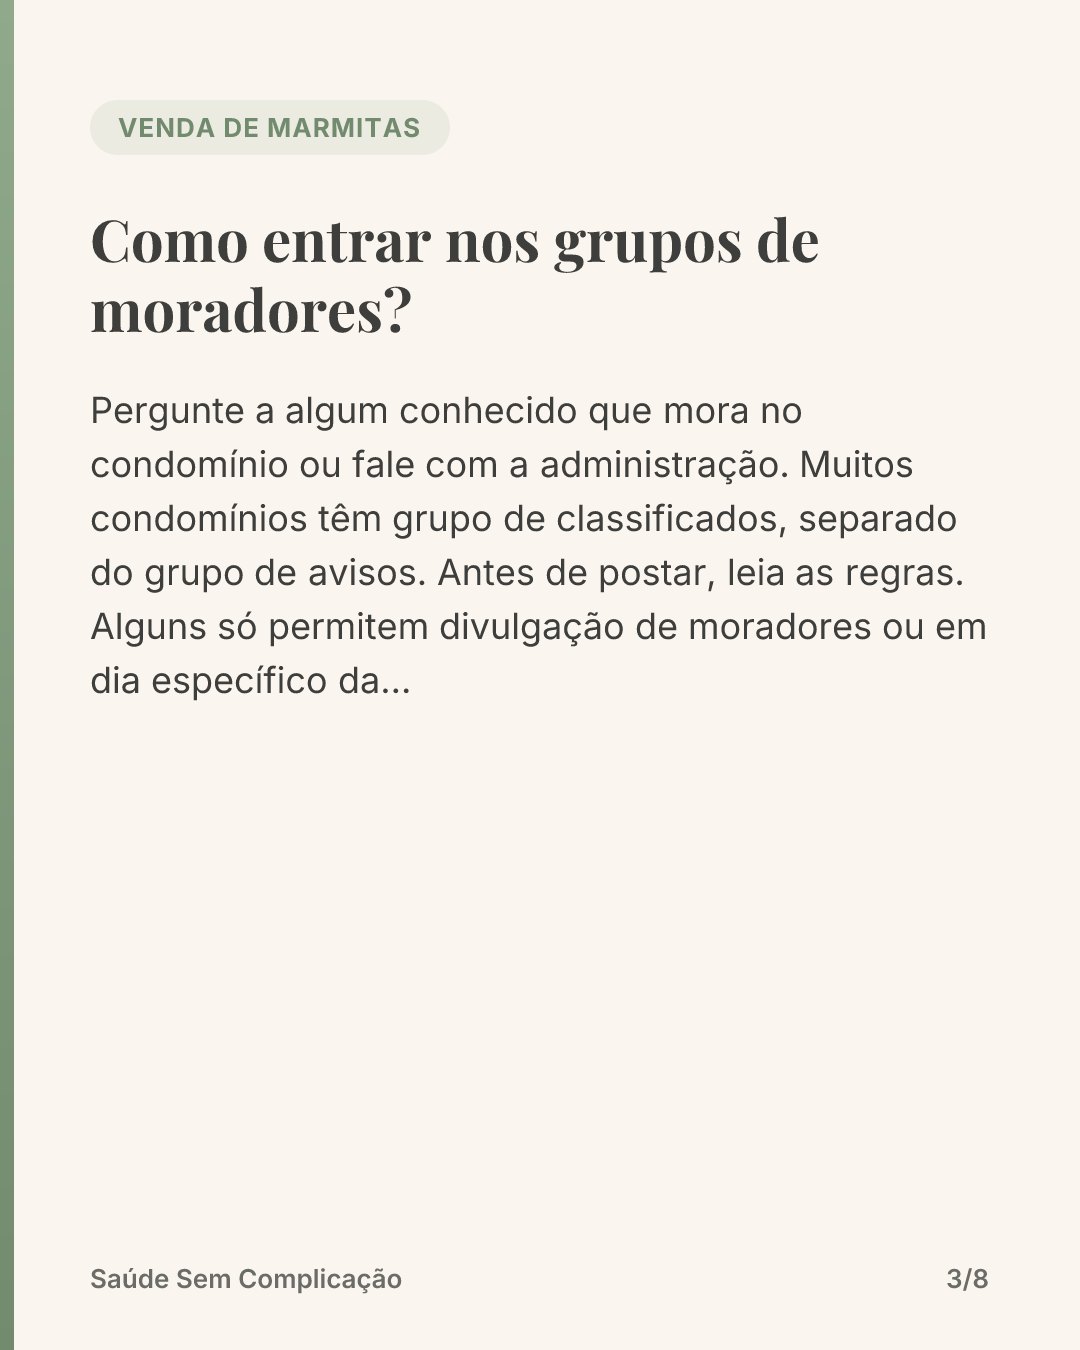 VENDA DE MARMITAS
Como entrar nos grupos de
moradores?
Pergunte a algum conhecido que mora no
condomínio ou fale com a administração. Muitos
condomínios têm grupo de classificados, separado
do grupo de avisos. Antes de postar, leia as regras.
Alguns só permitem divulgação de moradores ou em
dia específico da...
Saúde Sem Complicação
3/8